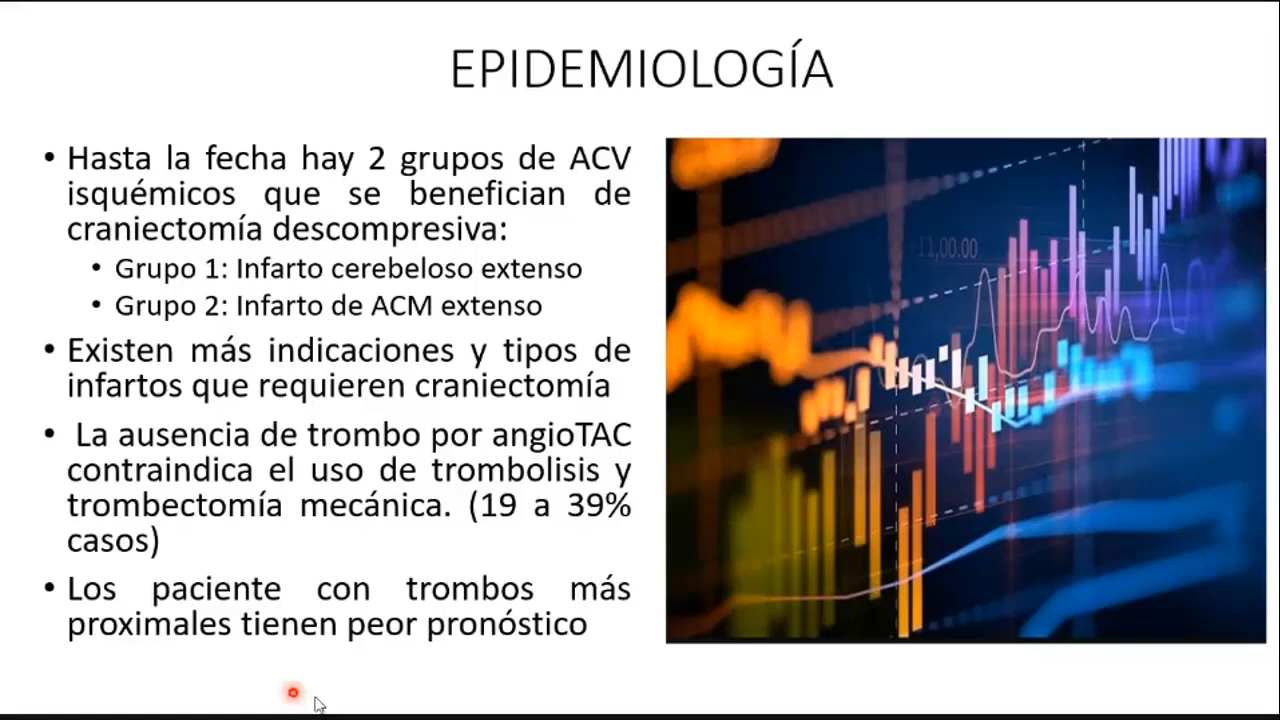 EPIDEMIOLOGÍA
• Hasta la fecha hay 2 grupos de ACV
isquémicos que se benefician de
craniectomía descompresiva:
• Grupo 1: Infarto cerebeloso extenso
• Grupo 2: Infarto de ACM extenso
• Existen más indicaciones y tipos de
infartos que requieren craniectomía
• La ausencia de trombo por angioTAC
contraindica el uso de trombolisis y
trombectomía mecánica. (19 a 39%
casos)
• Los paciente con trombos más
proximales tienen peor pronóstico
11,00.00